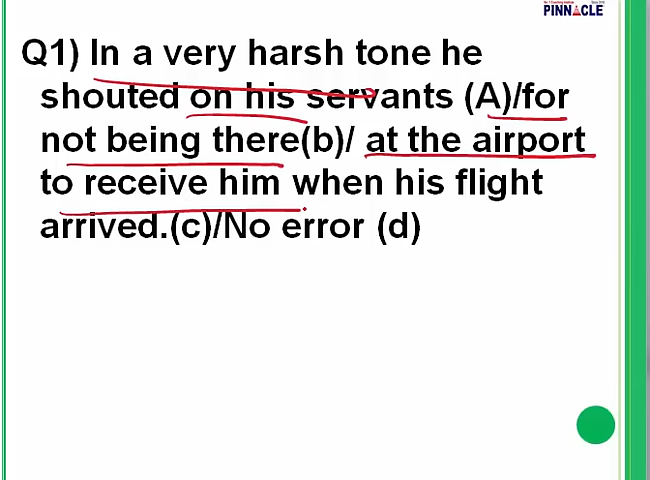 PINNACLE
Q1) In a very harsh tone he
shouted on his servants (A)/for
not being there(b)/ at the airport
to receive him when his flight
arrived.(c)/No error (d)